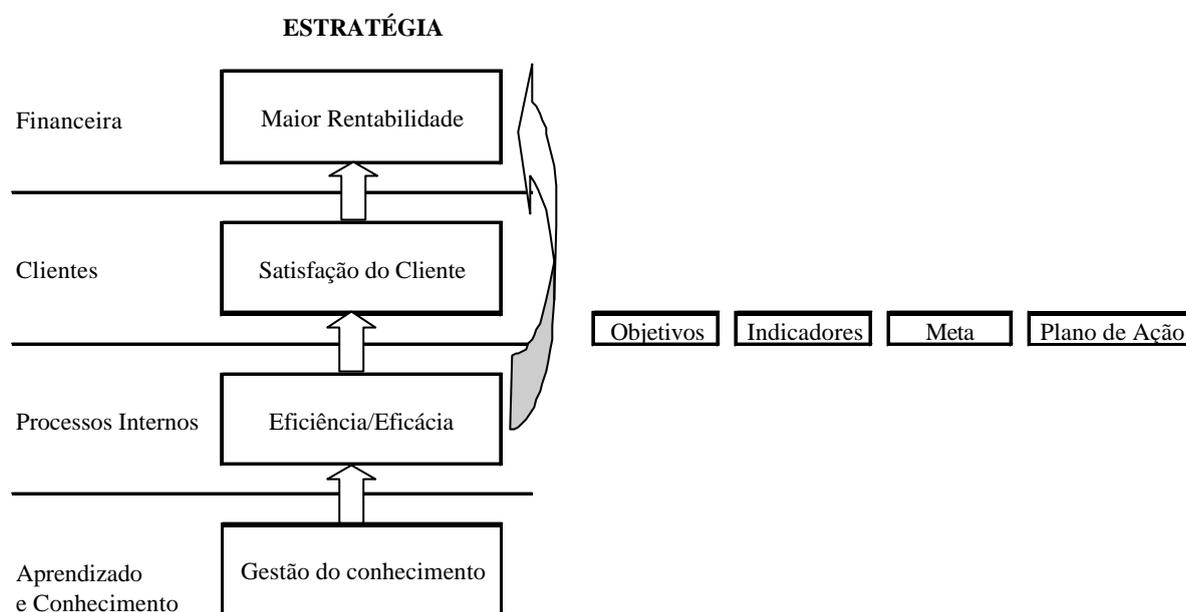 ESTRATÉGIA
Financeira
Maior Rentabilidade
Clientes
Satisfação do Cliente
Objetivos
Indicadores
Meta
Plano de Ação
Processos Internos
Eficiência/Eficácia
Aprendizado
e Conhecimento
Gestão do conhecimento